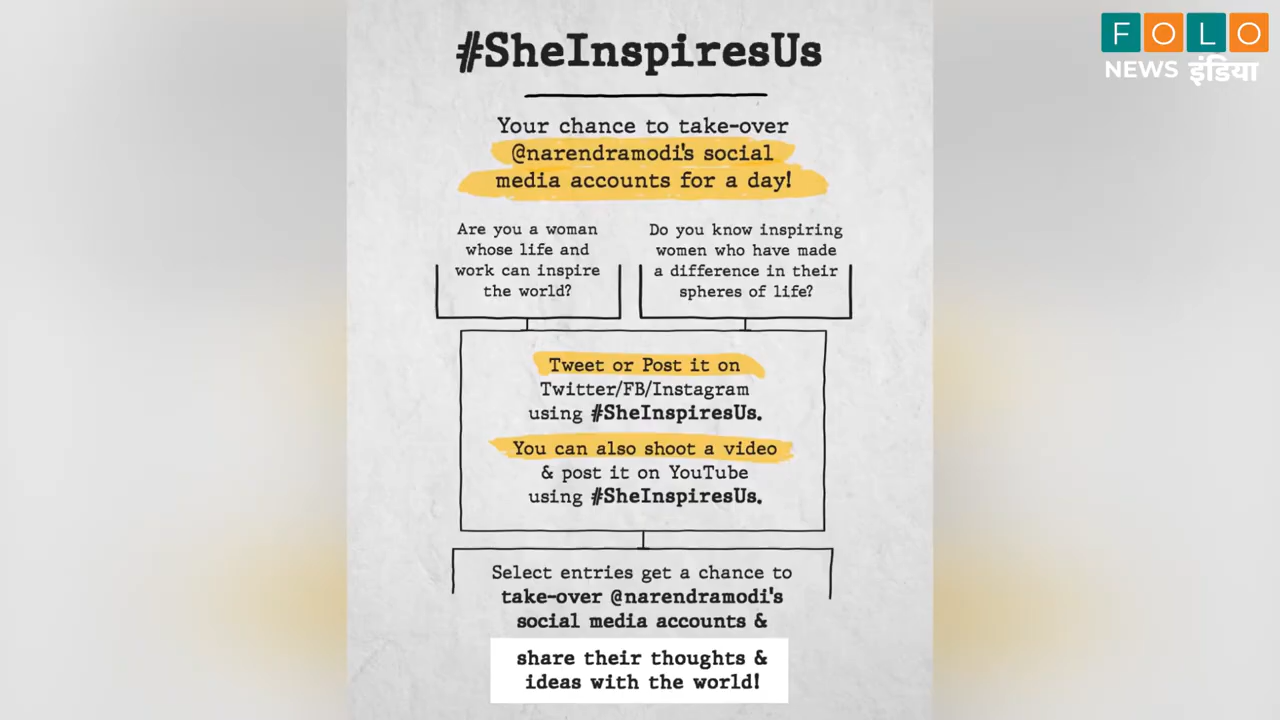 FOLO
NEWS इंडिया
#SheInspiresUs
Your chance to take-over
@narendramodi's social
media accounts for a day!
Are you a woman
whose life and
work can inspire
the world?
Do you know inspiring
women who have made
a difference in their
spheres of life?
Tweet or Post it on
Twitter/FB/Instagram
using #SheInspiresUs.
You can also shoot a video
& post it on YouTube
using #SheInspiresUs.
Select entries get a chance to
take-over @narendramodi's
social media accounts &
share their thoughts &
ideas with the world!